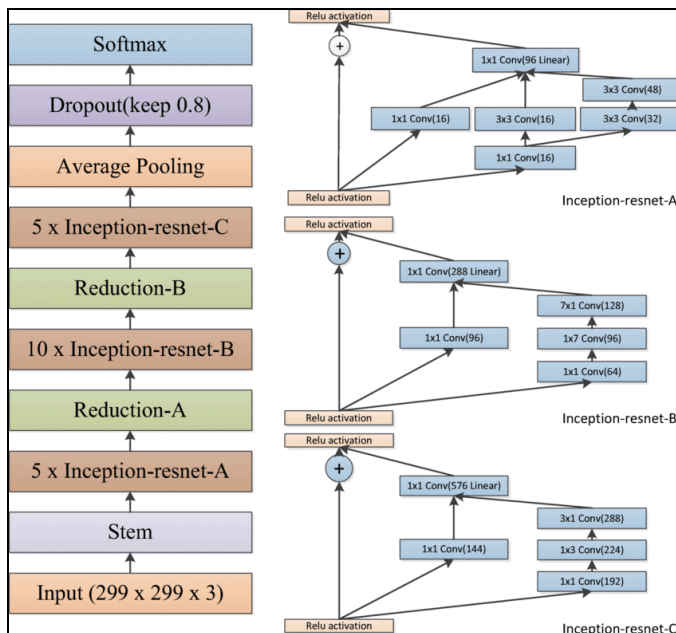 Softmax
Dropout(keep 0.8)
Average Pooling
5 x Inception-resnet-C
Reduction-B
10 x Inception-resnet-B
Reduction-A
5 x Inception-resnet-A
Stem
Input (299 x 299 x 3)
Relu activation
+
1x1 Conv(96 Linear)
3x3 Conv(48)
1x1 Conv(16)
3x3 Conv(16)
3x3 Conv(32)
1x1 Conv(16)
Relu activation
Inception-resnet-A
Relu activation
+
1x1 Conv(288 Linear)
7x1 Conv(128)
1x1 Conv(96)
1x7 Conv(96)
1x1 Conv(64)
Relu activation
Inception-resnet-B
Relu activation
+
1x1 Conv(576 Linear)
3x1 Conv(288)
1x1 Conv(144)
1x3 Conv(224)
1x1 Conv(192)
Relu activation
Inception-resnet-C